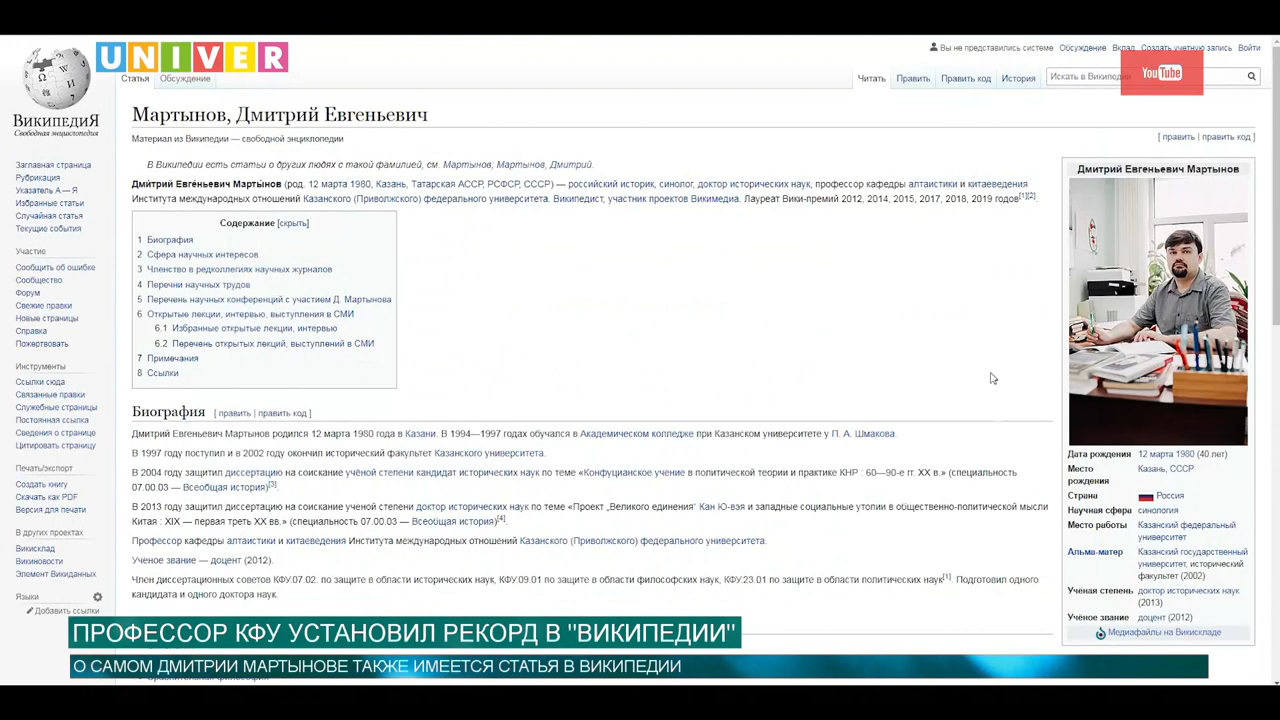 UNIVER
YouTube
ВикипедиЯ
Свободная энциклопедия
Вы не представились системе Обсуждение Вклад Создать учетную запись Войти
Статья Обсуждение Читать Править Править код История Искать в Википедии
Мартынов, Дмитрий Евгеньевич
Материал из Википедии — свободной энциклопедии
[ править | править код ]
В Википедии есть статьи о других людях с такой фамилией, см. Мартынов; Мартынов, Дмитрий.
Дми́трий Евге́ньевич Марты́нов (род. 12 марта 1980, Казань, Татарская АССР, РСФСР, СССР) — российский историк, синолог, доктор исторических наук, профессор кафедры алтаистики и китаеведения
Института международных отношений Казанского (Приволжского) федерального университета. Википедист, участник проектов Викимедиа. Лауреат Вики-премий 2012, 2014, 2015, 2017, 2018, 2019 годов[1][2].
Содержание [скрыть]
1 Биография
2 Сфера научных интересов
3 Членство в редколлегиях научных журналов
4 Перечни научных трудов
5 Перечень научных конференций с участием Д. Мартынова
6 Открытые лекции, интервью, выступления в СМИ
6.1 Избранные открытые лекции, интервью
6.2 Перечень открытых лекций, выступлений в СМИ
7 Примечания
8 Ссылки
Биография [ править | править код ]
Дмитрий Евгеньевич Мартынов родился 12 марта 1980 года в Казани. В 1994—1997 годах обучался в Академическом колледже при Казанском университете у П. А. Шмакова.
В 1997 году поступил и в 2002 году окончил исторический факультет Казанского университета.
В 2004 году защитил диссертацию на соискание учёной степени кандидат исторических наук по теме «Конфуцианское учение в политической теории и практике КНР : 60—90-е гг. XX в.» (специальность
07.00.03 — Всеобщая история)[3].
В 2013 году защитил диссертацию на соискание учёной степени доктор исторических наук по теме «Проект „Великого единения“ Кан Ю-вэя и западные социальные утопии в общественно-политической мысли
Китая : XIX — первая треть XX вв.» (специальность 07.00.03 — Всеобщая история)[4].
Профессор кафедры алтаистики и китаеведения Института международных отношений Казанского (Приволжского) федерального университета.
Учёное звание — доцент (2012).
Член диссертационных советов КФУ.07.02. по защите в области исторических наук, КФУ.09.01 по защите в области философских наук, КФУ.23.01 по защите в области политических наук[1]. Подготовил одного
кандидата и одного доктора наук.
Заглавная страница
Рубрикация
Указатель А — Я
Избранные статьи
Случайная статья
Текущие события
Участие
Сообщить об ошибке
Сообщество
Форум
Свежие правки
Новые страницы
Справка
Пожертвовать
Инструменты
Ссылки сюда
Связанные правки
Служебные страницы
Постоянная ссылка
Сведения о странице
Цитировать страницу
Печать/экспорт
Создать книгу
Скачать как PDF
Версия для печати
В других проектах
Викисклад
Викиновости
Элемент Викиданных
Языки
Добавить ссылки
Дмитрий Евгеньевич Мартынов
Дата рождения 12 марта 1980 (40 лет)
Место рождения Казань, СССР
Страна Россия
Научная сфера синология
Место работы Казанский федеральный
университет
Альма-матер Казанский государственный
университет, исторический
факультет (2002)
Учёная степень доктор исторических наук
(2013)
Учёное звание доцент (2012)
Медиафайлы на Викискладе
ПРОФЕССОР КФУ УСТАНОВИЛ РЕКОРД В "ВИКИПЕДИИ"
О САМОМ ДМИТРИИ МАРТЫНОВЕ ТАКЖЕ ИМЕЕТСЯ СТАТЬЯ В ВИКИПЕДИИ